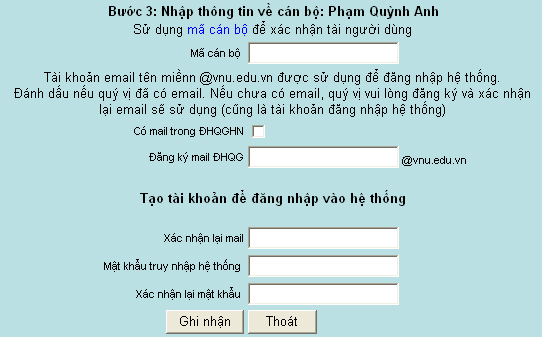 Bước 3: Nhập thông tin về cán bộ: Phạm Quỳnh Anh
Sử dụng mã cán bộ để xác nhận tài người dùng
Mã cán bộ
Tài khoản email tên miềnn @vnu.edu.vn được sử dụng để đăng nhập hệ thống.
Đánh dấu nếu quý vị đã có email. Nếu chưa có email, quý vị vui lòng đăng ký và xác nhận
lại email sẽ sử dụng (cũng là tài khoản đăng nhập hệ thống)
Có mail trong ĐHQGHN
Đăng ký mail ĐHQG @vnu.edu.vn
Tạo tài khoản để đăng nhập vào hệ thống
Xác nhận lại mail
Mật khẩu truy nhập hệ thống
Xác nhận lại mật khẩu
Ghi nhận Thoát